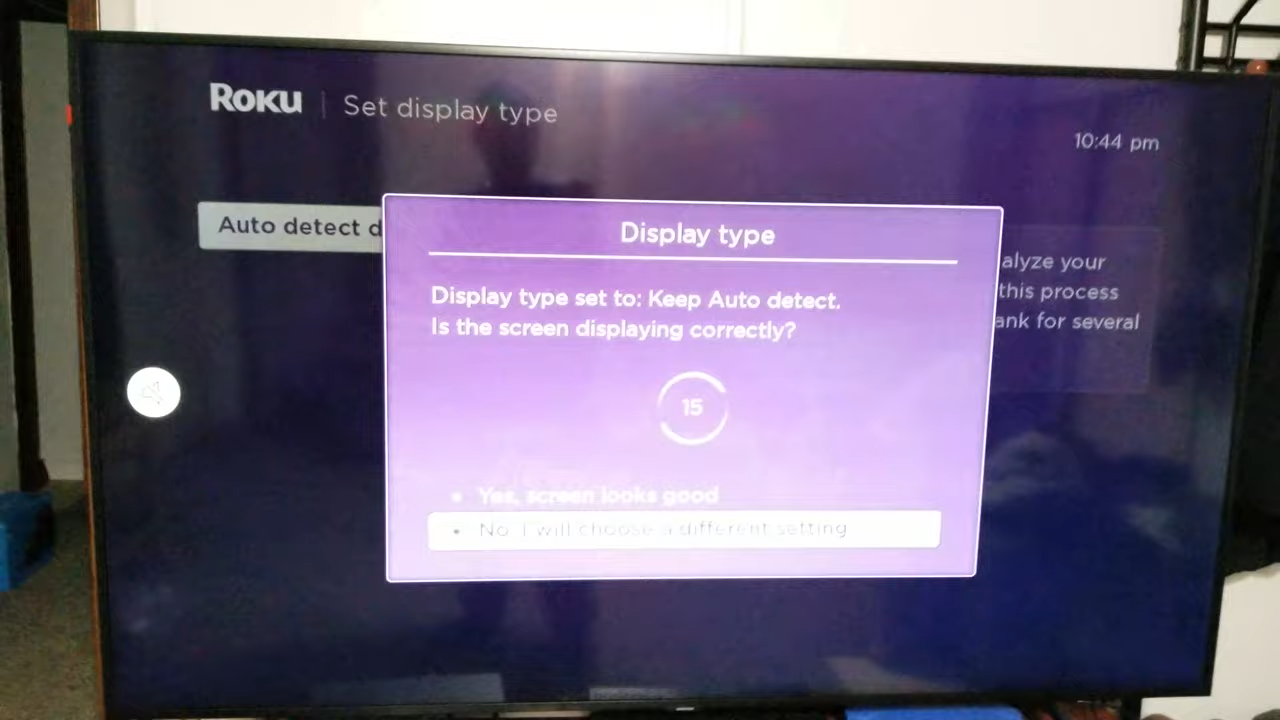 Roku | Set display type
10:44 pm
Auto detect d
Display type
alyze your
this process
ank for several
Display type set to: Keep Auto detect.
Is the screen displaying correctly?
15
• Yes, screen looks good
• No, I will choose a different setting